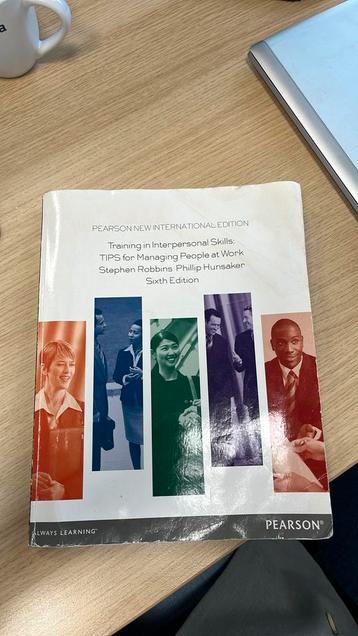 a
PEARSON NEW INTERNATIONAL EDITION
Training in Interpersonal Skills:
TIPS for Managing People at Work
Stephen Robbins Phillip Hunsaker
Sixth Edition
ALWAYS LEARNING
PEARSON®